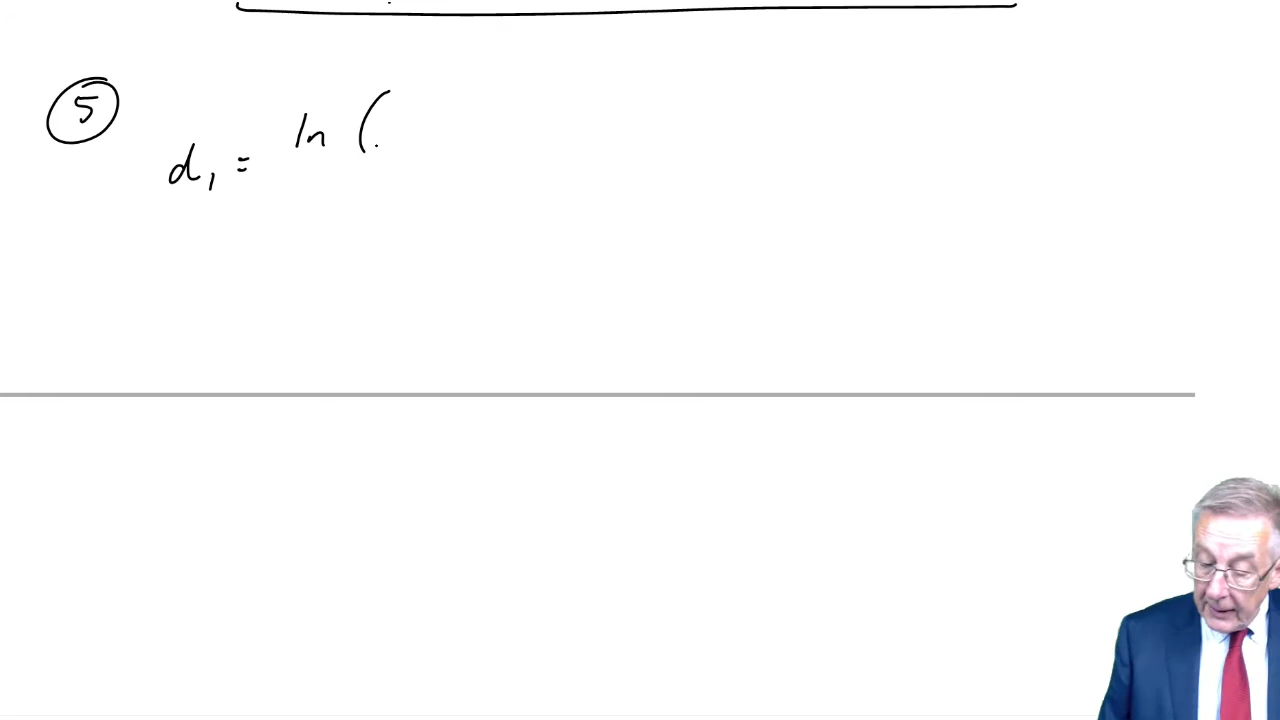 5
d₁ = ln (